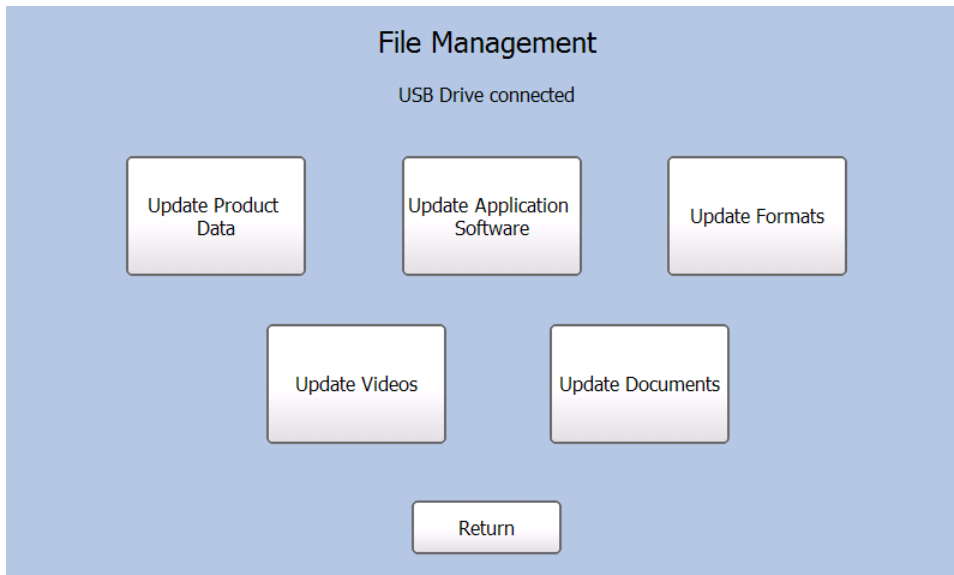 File Management
USB Drive connected
Update Product
Data
Update Application
Software
Update Formats
Update Videos
Update Documents
Return